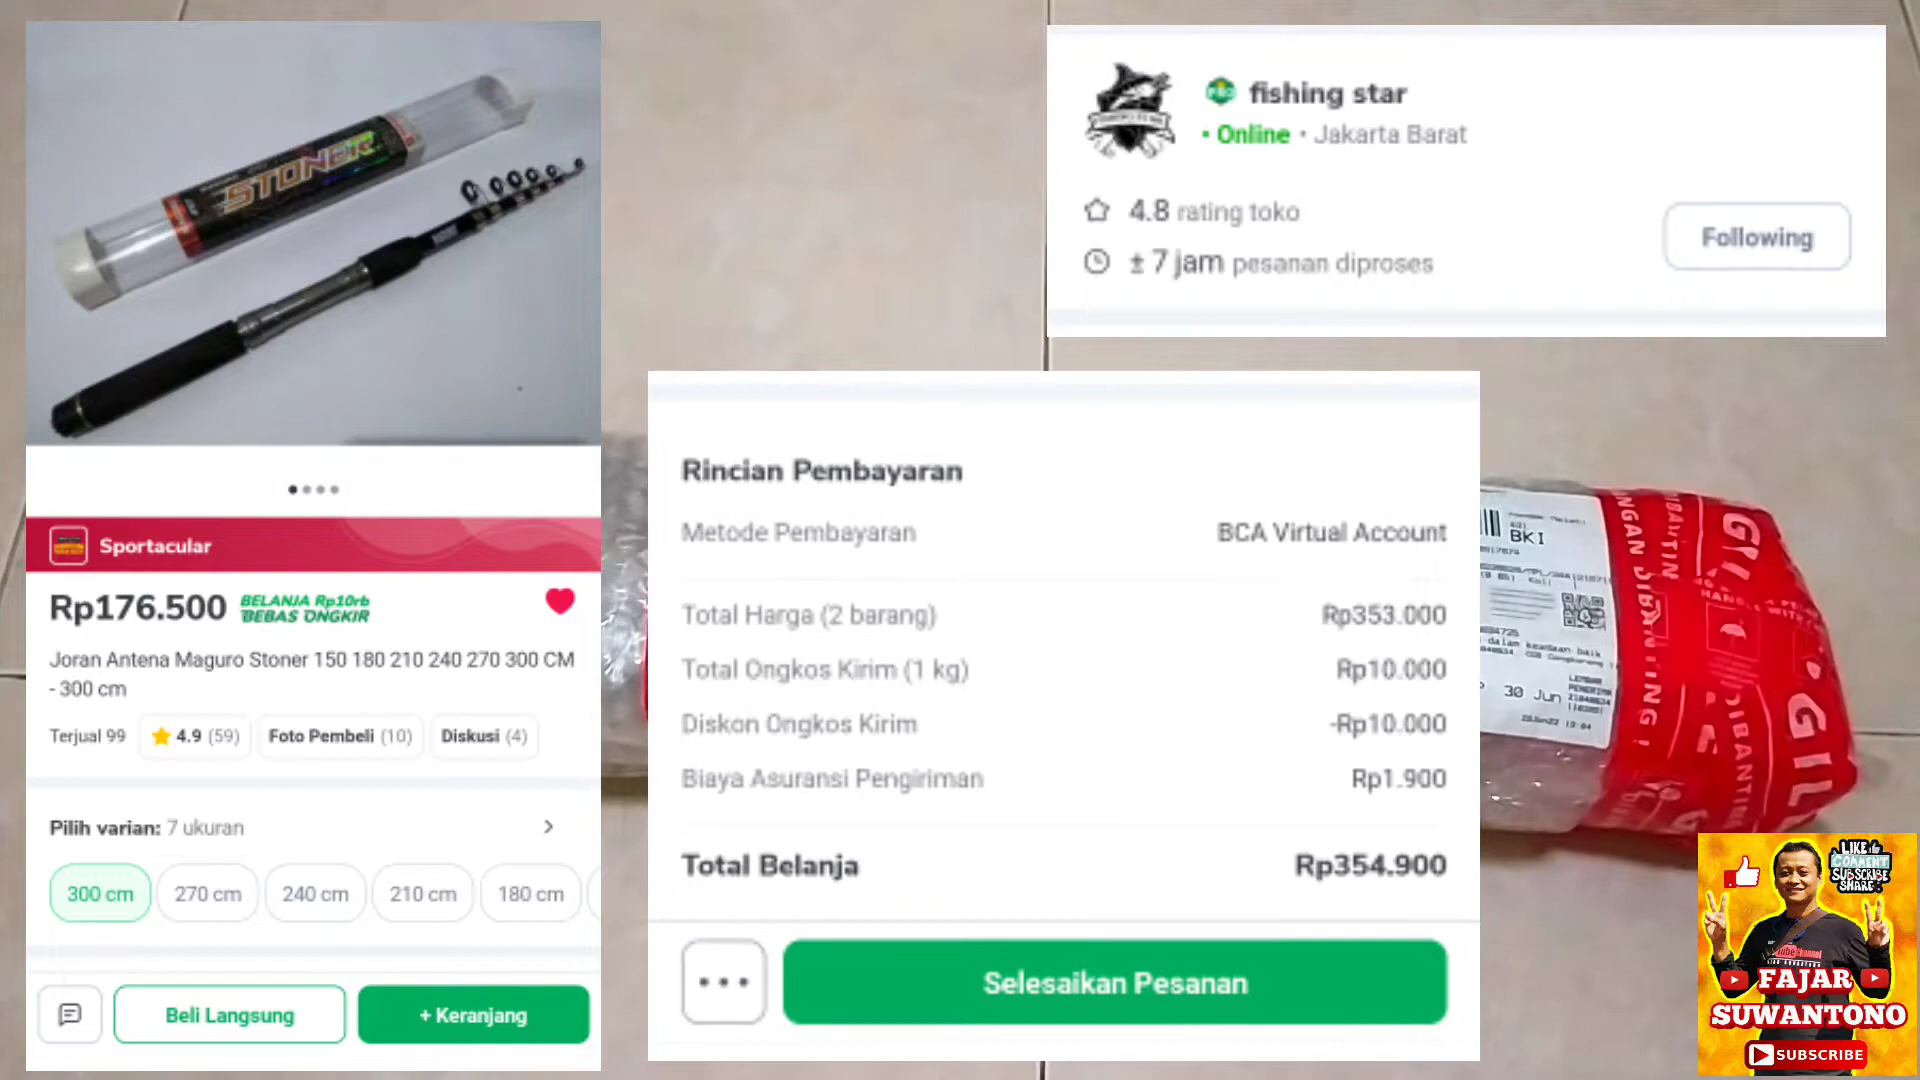 STONER
Sportacular
Rp176.500
BELANJA Rp10rb
BEBAS ONGKIR
Joran Antena Maguro Stoner 150 180 210 240 270 300 CM
- 300 cm
Terjual 99
4.9 (59)
Foto Pembeli (10)
Diskusi (4)
Pilih varian: 7 ukuran
300 cm
270 cm
240 cm
210 cm
180 cm
Beli Langsung
+ Keranjang
fishing star
• Online • Jakarta Barat
4.8 rating toko
± 7 jam pesanan diproses
Following
Rincian Pembayaran
Metode Pembayaran BCA Virtual Account
Total Harga (2 barang) Rp353.000
Total Ongkos Kirim (1 kg) Rp10.000
Diskon Ongkos Kirim -Rp10.000
Biaya Asuransi Pengiriman Rp1.900
Total Belanja Rp354.900
Selesaikan Pesanan
BKI
30 Jun
LIKE
COMMENT
SUBSCRIBE
SHARE
FAJAR
SUWANTONO
SUBSCRIBE